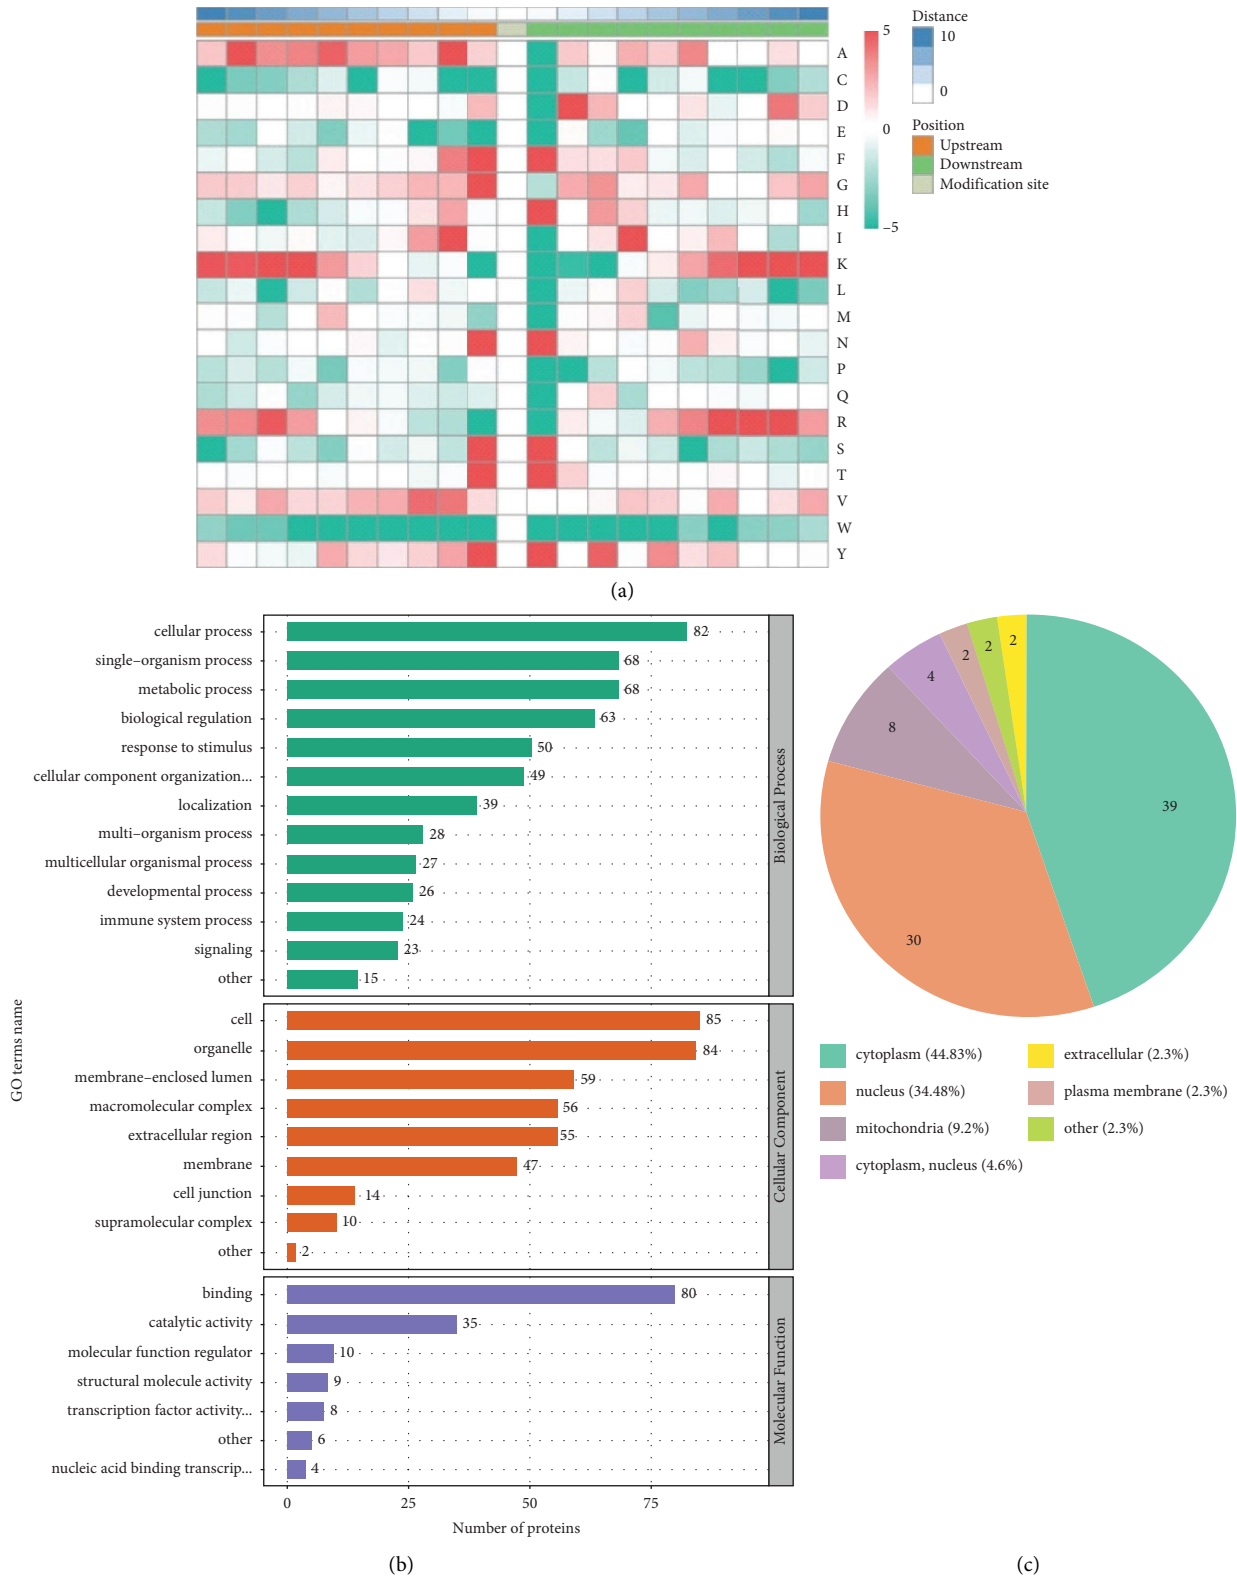 Distance
10
0
Position
Upstream
Downstream
Modification site
5
0
−5
A
C
D
E
F
G
H
I
K
L
M
N
P
Q
R
S
T
V
W
Y
(a)
GO terms name
cellular process 82
single−organism process 68
metabolic process 68
biological regulation 63
response to stimulus 50
cellular component organization... 49
localization 39
multi−organism process 28
multicellular organismal process 27
developmental process 26
immune system process 24
signaling 23
other 15
Biological Process
cell 85
organelle 84
membrane−enclosed lumen 59
macromolecular complex 56
extracellular region 55
membrane 47
cell junction 14
supramolecular complex 10
other 2
Cellular Component
binding 80
catalytic activity 35
molecular function regulator 10
structural molecule activity 9
transcription factor activity... 8
other 6
nucleic acid binding transcrip... 4
Molecular Function
0 25 50 75
Number of proteins
(b)
39
30
8
4
2
2
2
cytoplasm (44.83%)
nucleus (34.48%)
mitochondria (9.2%)
cytoplasm, nucleus (4.6%)
extracellular (2.3%)
plasma membrane (2.3%)
other (2.3%)
(c)